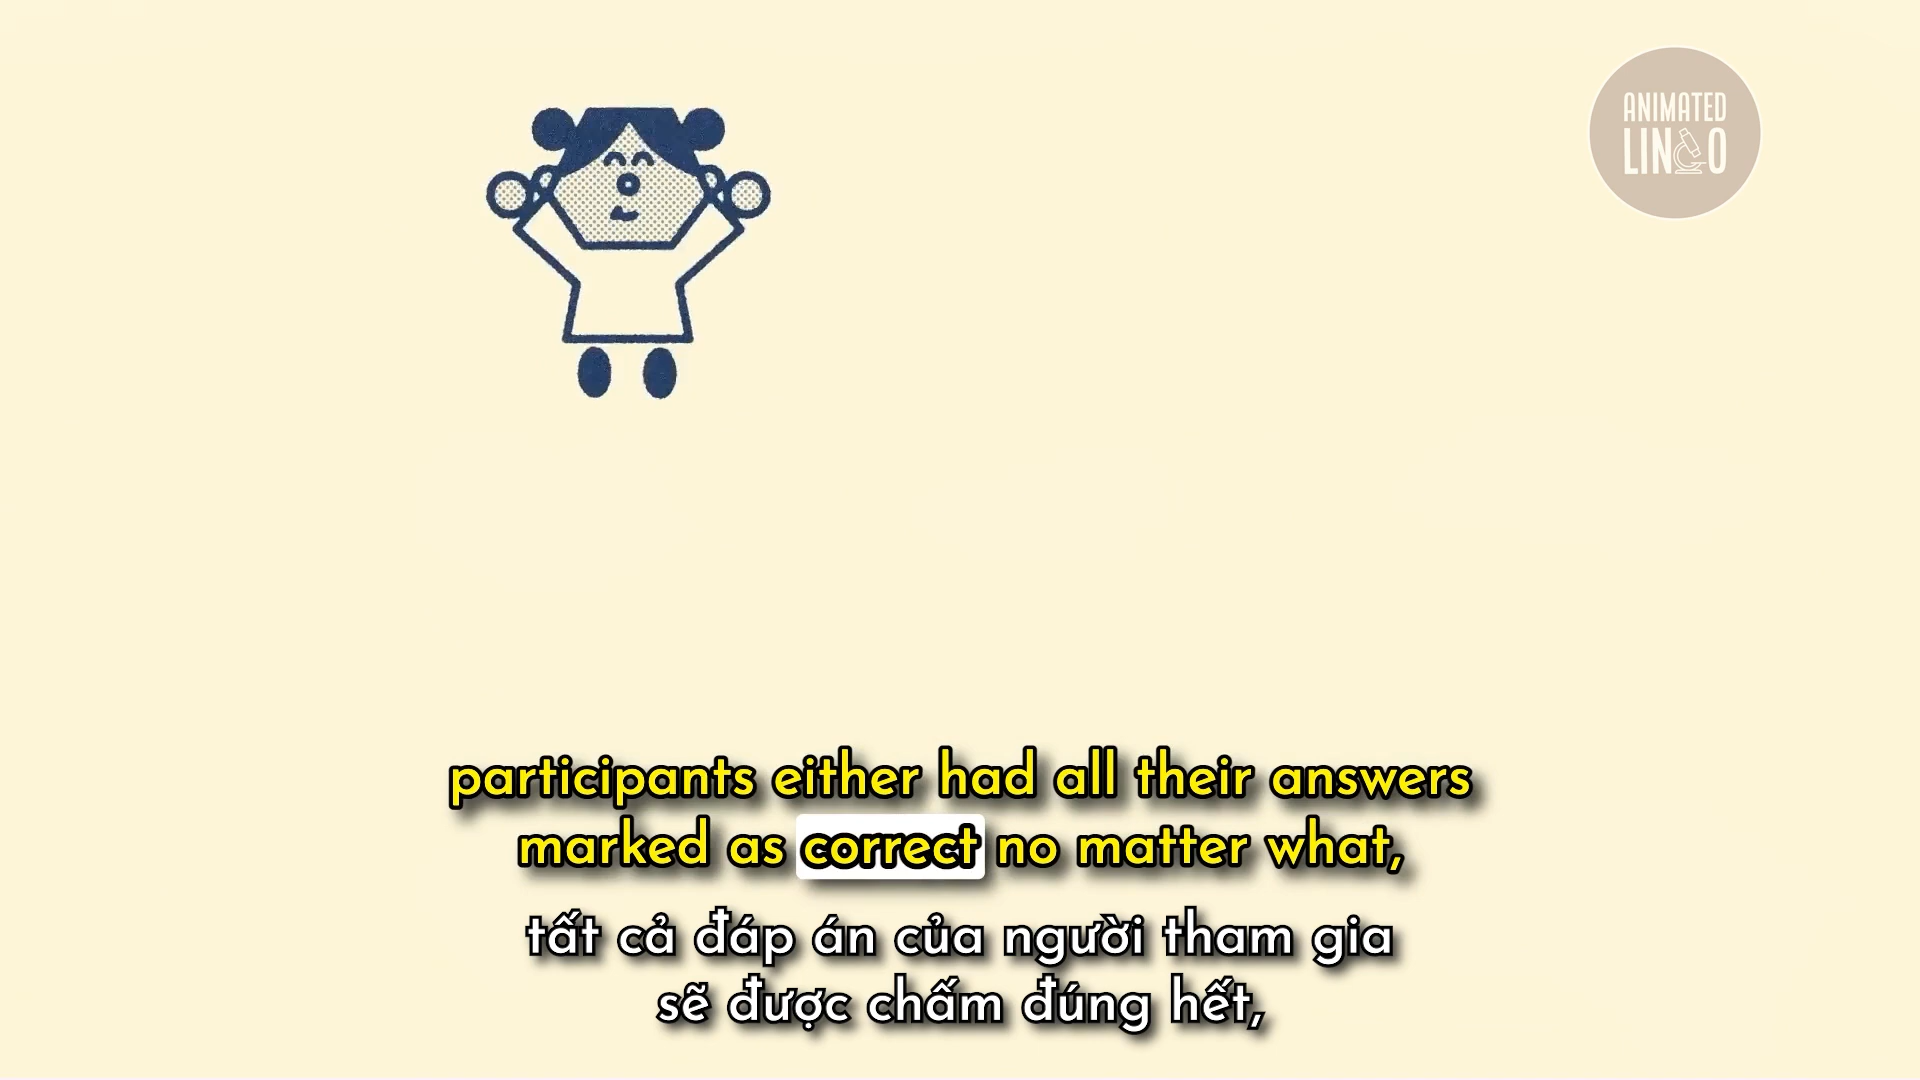 ANIMATED
LINGO
participants either had all their answers
marked as correct no matter what,
tất cả đáp án của người tham gia
sẽ được chấm đúng hết,